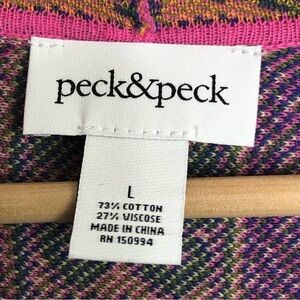 peck&peck
L
73% COTTON
27% VISCOSE
MADE IN CHINA
RN 150994